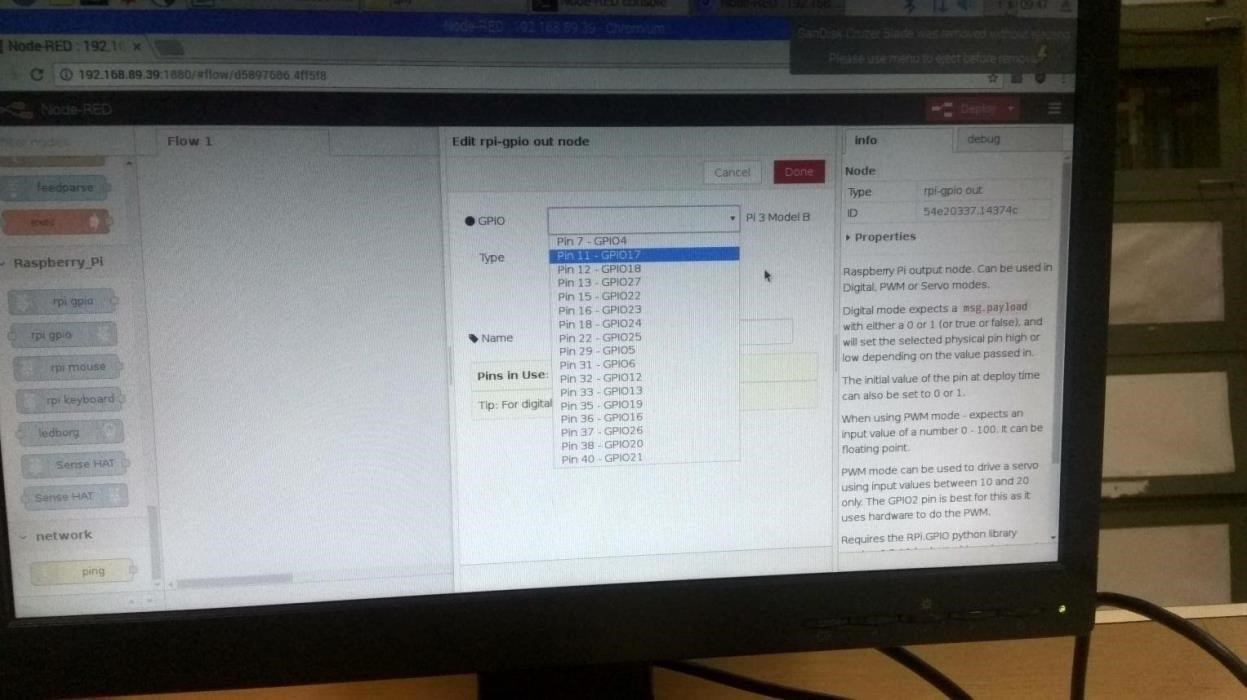 Node-RED : 192.168.89.39 - Chromium
SanDisk Cruzer Blade was removed without ejecting
Please use menu to eject before removal
Node-RED : 192.16 ×
192.168.89.39:1880/#flow/d5897686.4ff5f8
Node-RED
Deploy
filter nodes
Flow 1
Edit rpi-gpio out node
info
debug
feedparse
Cancel
Done
Node
Type rpi-gpio out
ID 54e20337.14374c
Properties
GPIO
Pi 3 Model B
Type
Pin 7 - GPIO4
Pin 11 - GPIO17
Pin 12 - GPIO18
Pin 13 - GPIO27
Pin 15 - GPIO22
Pin 16 - GPIO23
Pin 18 - GPIO24
Pin 22 - GPIO25
Pin 29 - GPIO5
Pin 31 - GPIO6
Pin 32 - GPIO12
Pin 33 - GPIO13
Pin 35 - GPIO19
Pin 36 - GPIO16
Pin 37 - GPIO26
Pin 38 - GPIO20
Pin 40 - GPIO21
Name
Pins in Use:
Tip: For digital
Raspberry_Pi
rpi gpio
rpi gpio
rpi mouse
rpi keyboard
ledborg
Sense HAT
Sense HAT
network
ping
Raspberry Pi output node. Can be used in
Digital, PWM or Servo modes.
Digital mode expects a msg.payload
with either a 0 or 1 (or true or false), and
will set the selected physical pin high or
low depending on the value passed in.
The initial value of the pin at deploy time
can also be set to 0 or 1.
When using PWM mode - expects an
input value of a number 0 - 100. It can be
floating point.
PWM mode can be used to drive a servo
using input values between 10 and 20
only. The GPIO2 pin is best for this as it
uses hardware to do the PWM.
Requires the RPi.GPIO python library